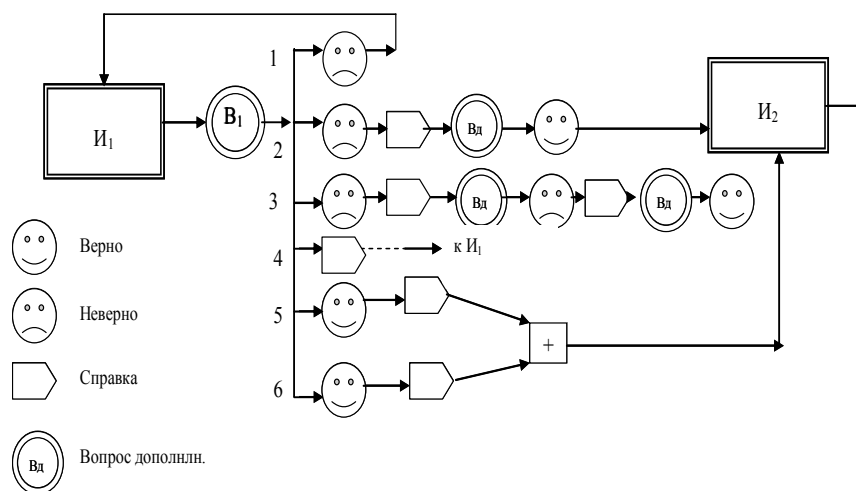 1
И1
В1
2
Вд
И2
3
Вд
Вд
4
к И1
5
+
6
Верно
Неверно
Справка
Вд
Вопрос дополнлн.